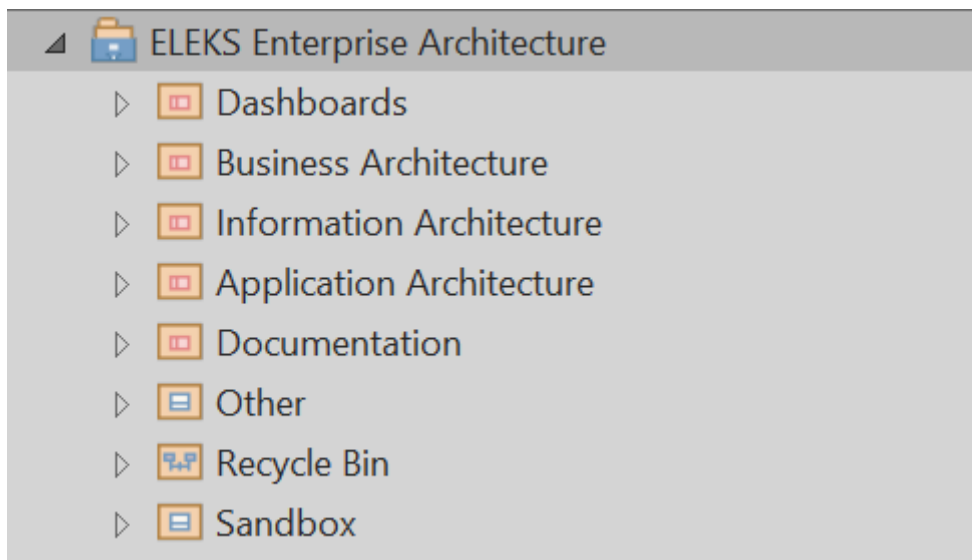 ELEKS Enterprise Architecture
Dashboards
Business Architecture
Information Architecture
Application Architecture
Documentation
Other
Recycle Bin
Sandbox